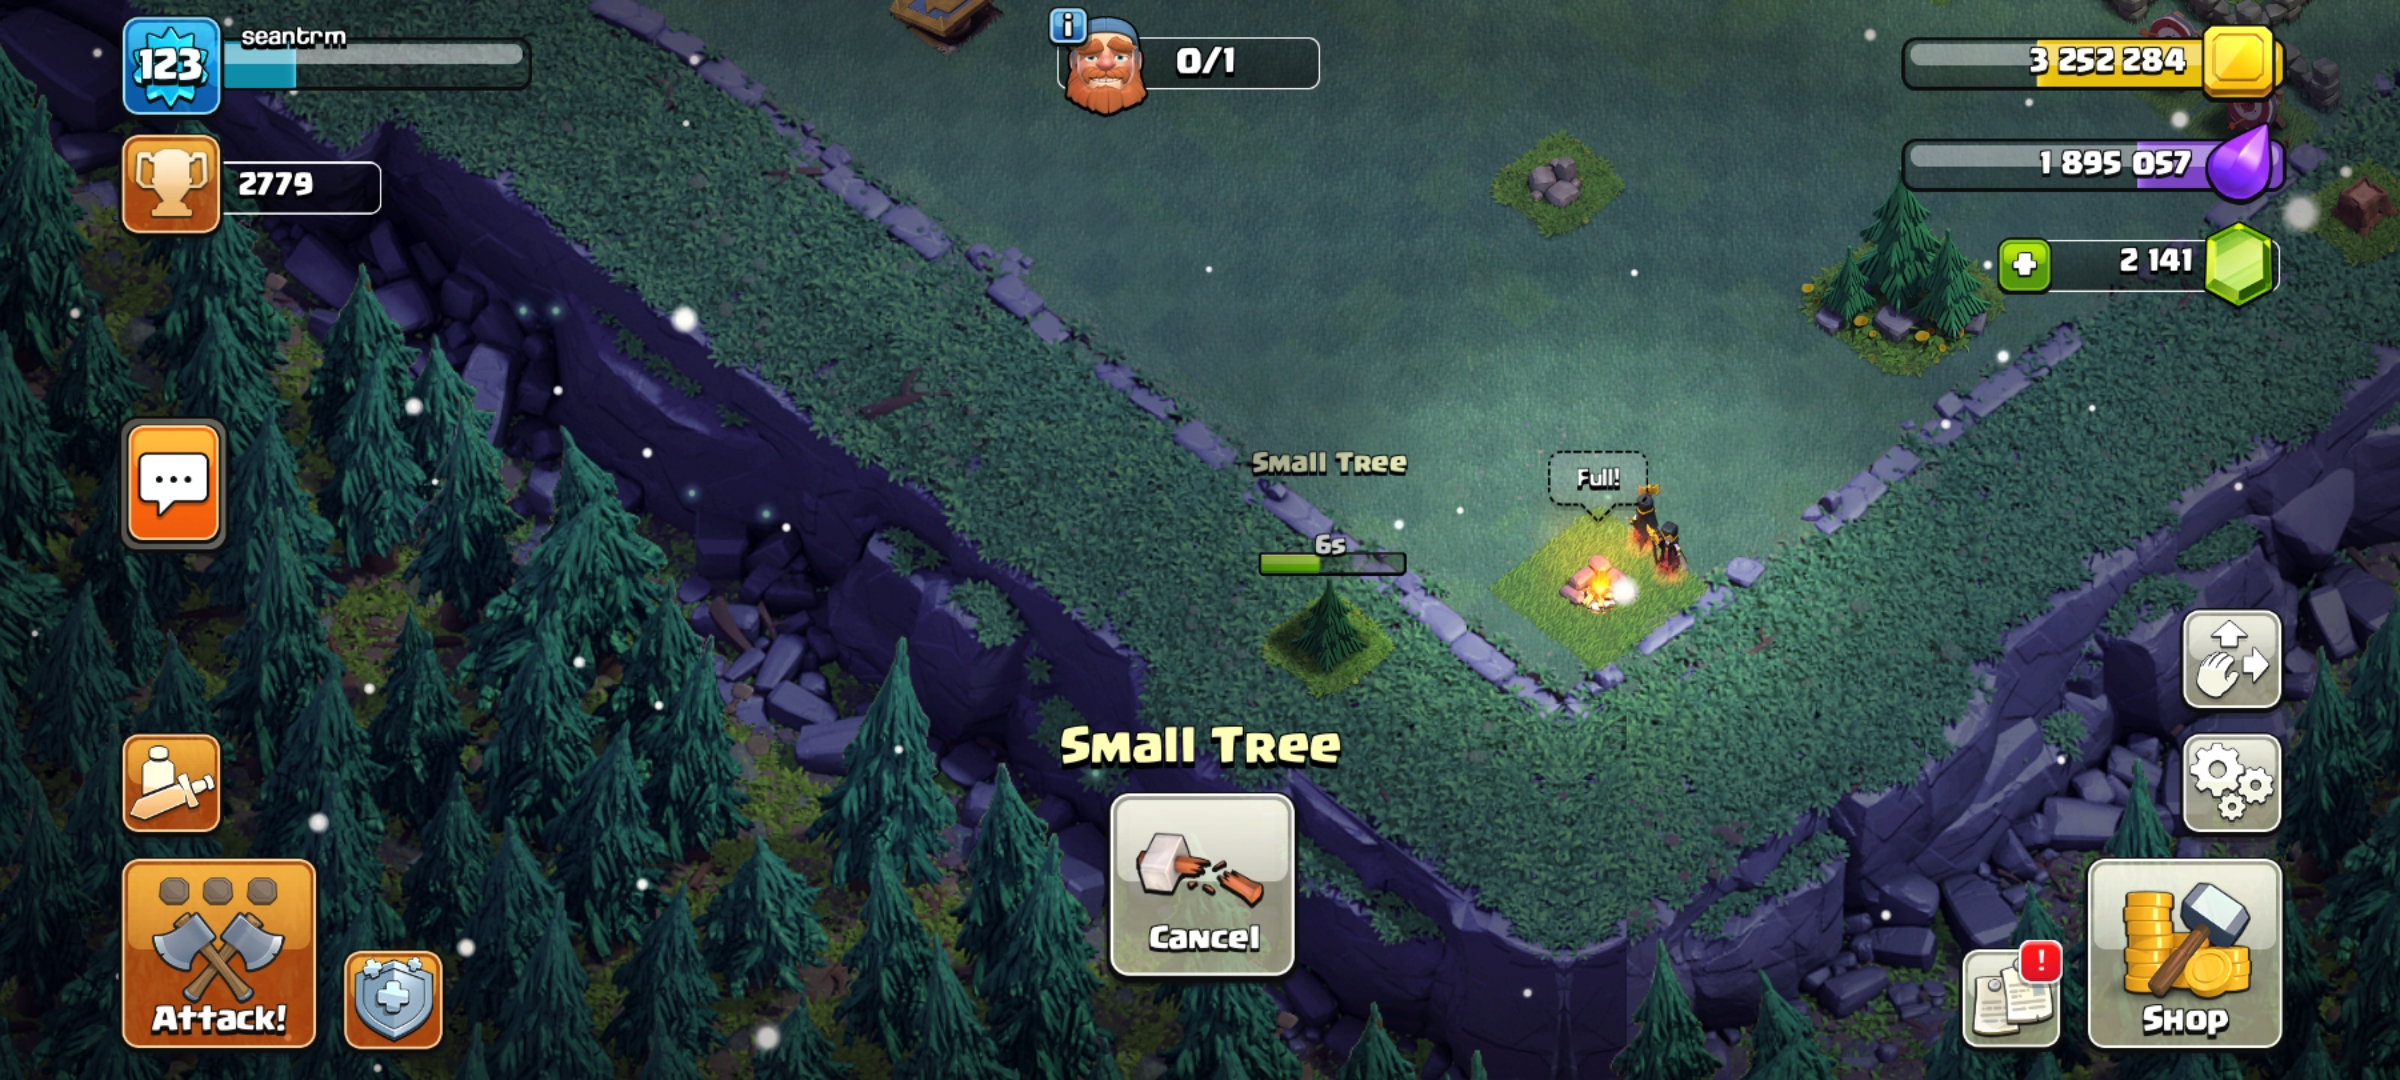 seantrm
123
0/1
3 252 284
2779
1 895 057
2 141
Small Tree
Full!
6s
Small Tree
Cancel
Attack!
!
Shop